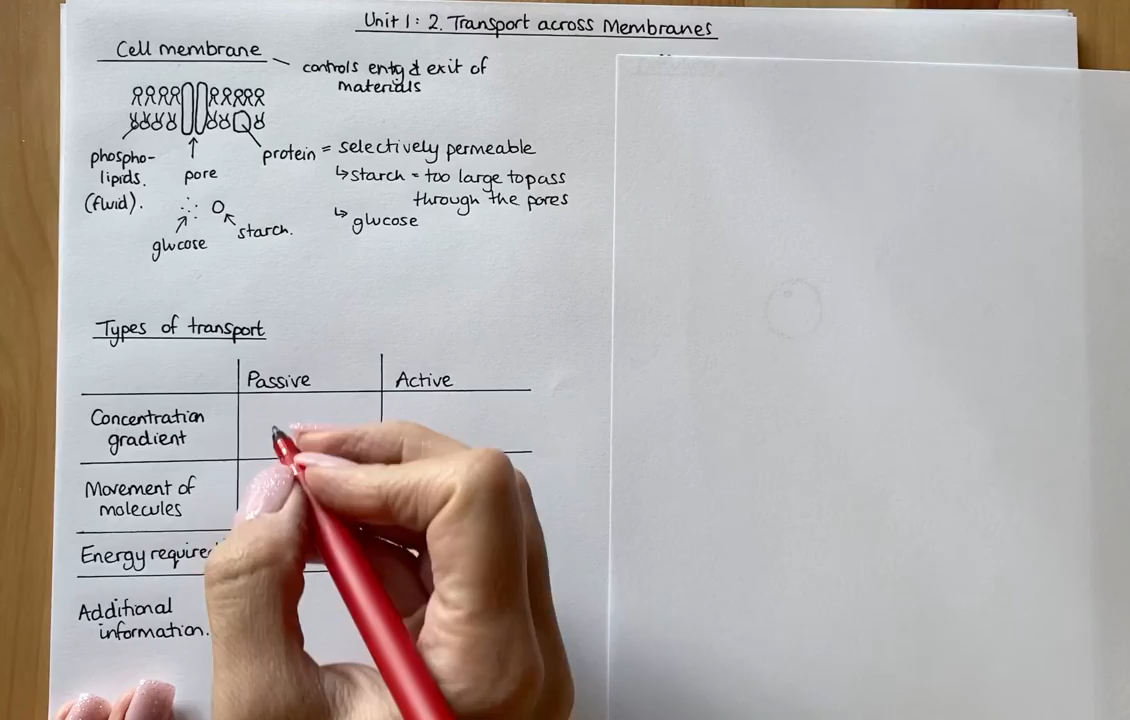 Unit 1: 2. Transport across Membranes
Cell membrane
controls entry & exit of
materials
phospho-
lipids.
(fluid).
pore
protein = selectively permeable
↳starch = too large to pass
through the pores
↳ glucose
glucose
starch.
Types of transport
Passive
Active
Concentration
gradient
Movement of
molecules
Energy require
Additional
information.